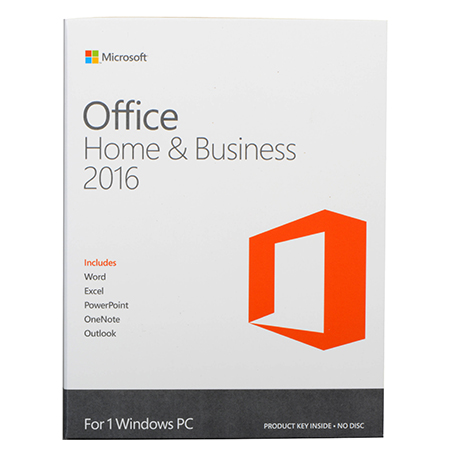 Microsoft
Office
Home & Business
2016
Includes
Word
Excel
PowerPoint
OneNote
Outlook
For 1 Windows PC
PRODUCT KEY INSIDE • NO DISC